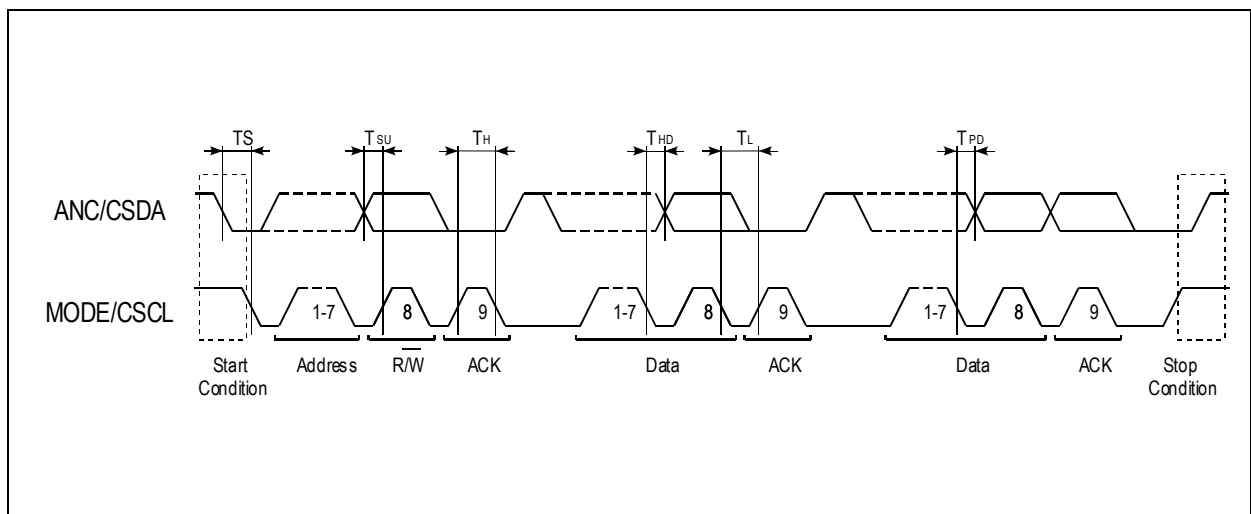 TS TSU TH THD TL TPD
ANC/CSDA
MODE/CSCL
1-7 8 9 1-7 8 9 1-7 8 9
Start Condition
Address
R/W
ACK
Data
ACK
Data
ACK
Stop Condition